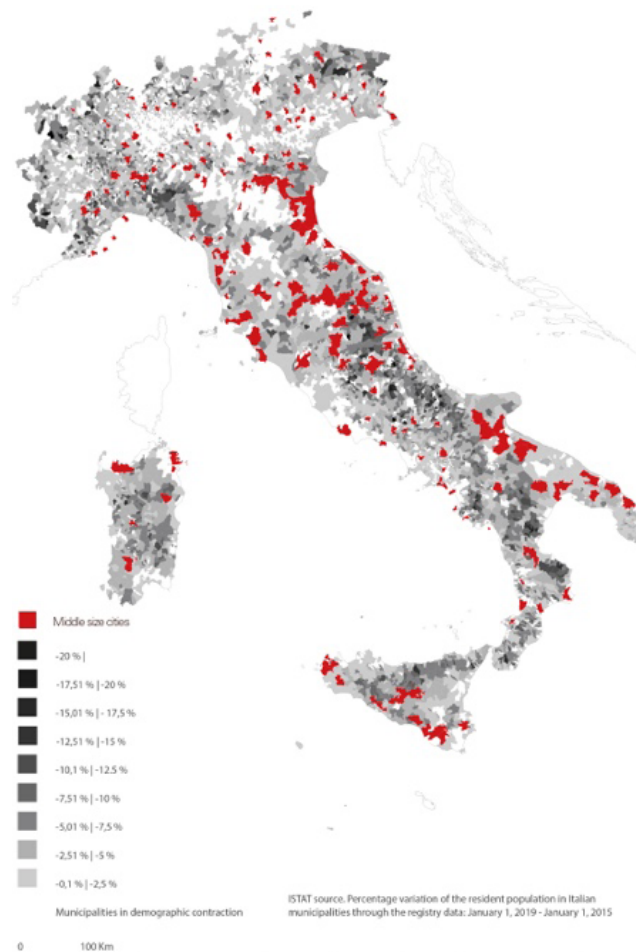 Middle size cities
-20 % |
-17,51 % | -20 %
-15,01 % | - 17,5 %
-12,51 % | -15 %
-10,1 % | -12.5 %
-7,51 % | -10 %
-5,01 % | -7,5 %
-2,51 % | -5 %
-0,1 % | -2,5 %
Municipalities in demographic contraction
ISTAT source. Percentage variation of the resident population in Italian
municipalities through the registry data: January 1, 2019 - January 1, 2015
0 100 Km